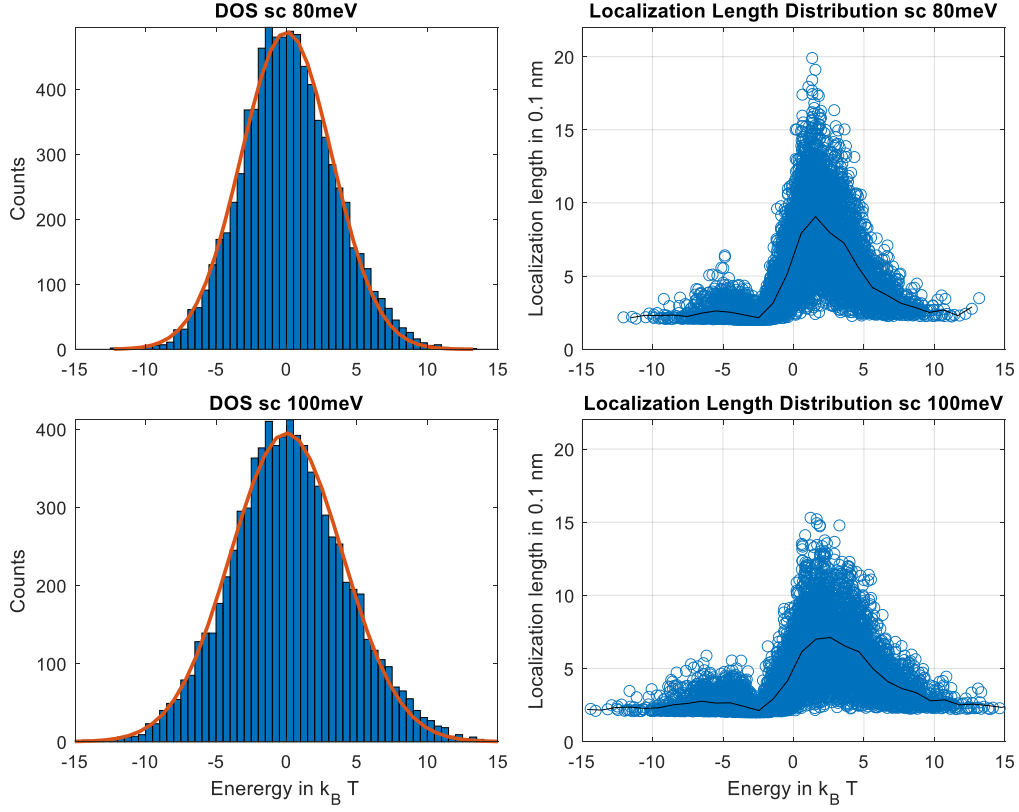 DOS sc 80meV
Counts
400
300
200
100
0
-15 -10 -5 0 5 10 15
Localization Length Distribution sc 80meV
Localization length in 0.1 nm
20
15
10
5
0
-15 -10 -5 0 5 10 15
DOS sc 100meV
Counts
400
300
200
100
0
-15 -10 -5 0 5 10 15
Enerergy in k_B T
Localization Length Distribution sc 100meV
Localization length in 0.1 nm
20
15
10
5
0
-15 -10 -5 0 5 10 15
Energy in k_B T